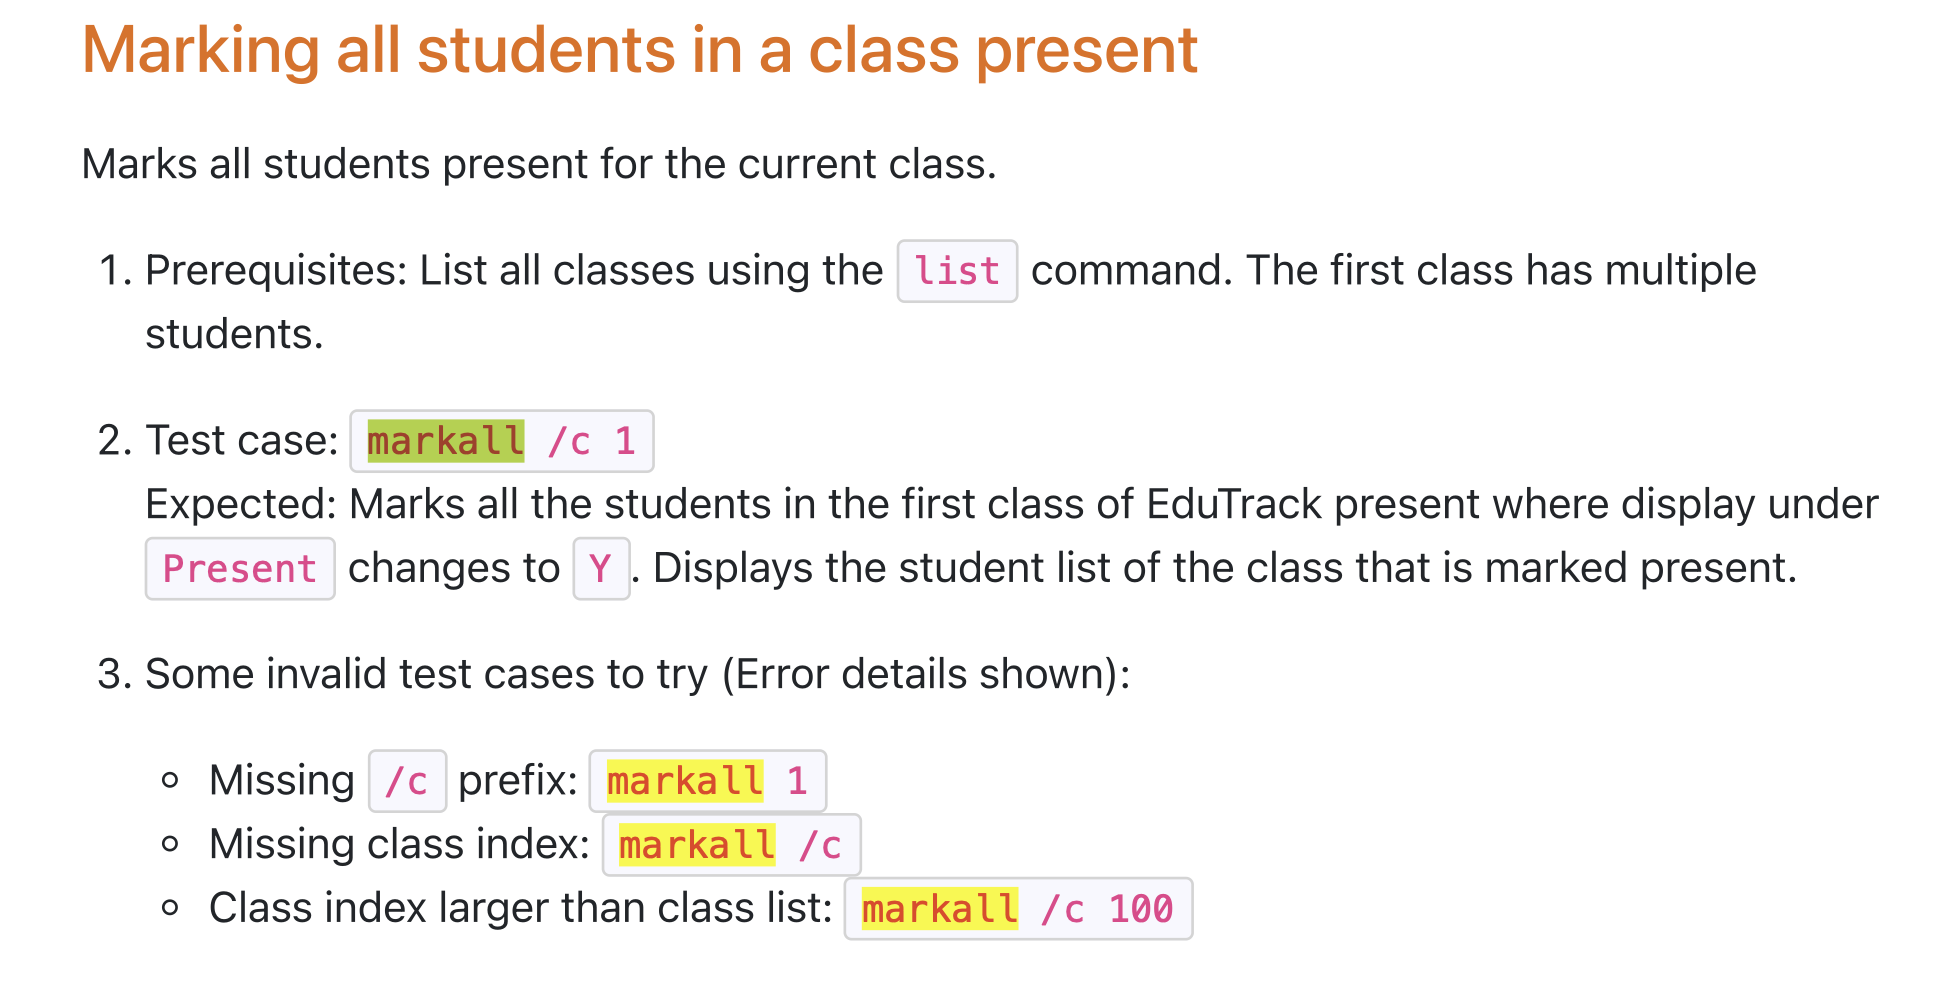 Marking all students in a class present
Marks all students present for the current class.
1. Prerequisites: List all classes using the list command. The first class has multiple
students.
2. Test case: markall /c 1
Expected: Marks all the students in the first class of EduTrack present where display under
Present changes to Y. Displays the student list of the class that is marked present.
3. Some invalid test cases to try (Error details shown):
Missing /c prefix: markall 1
Missing class index: markall /c
Class index larger than class list: markall /c 100